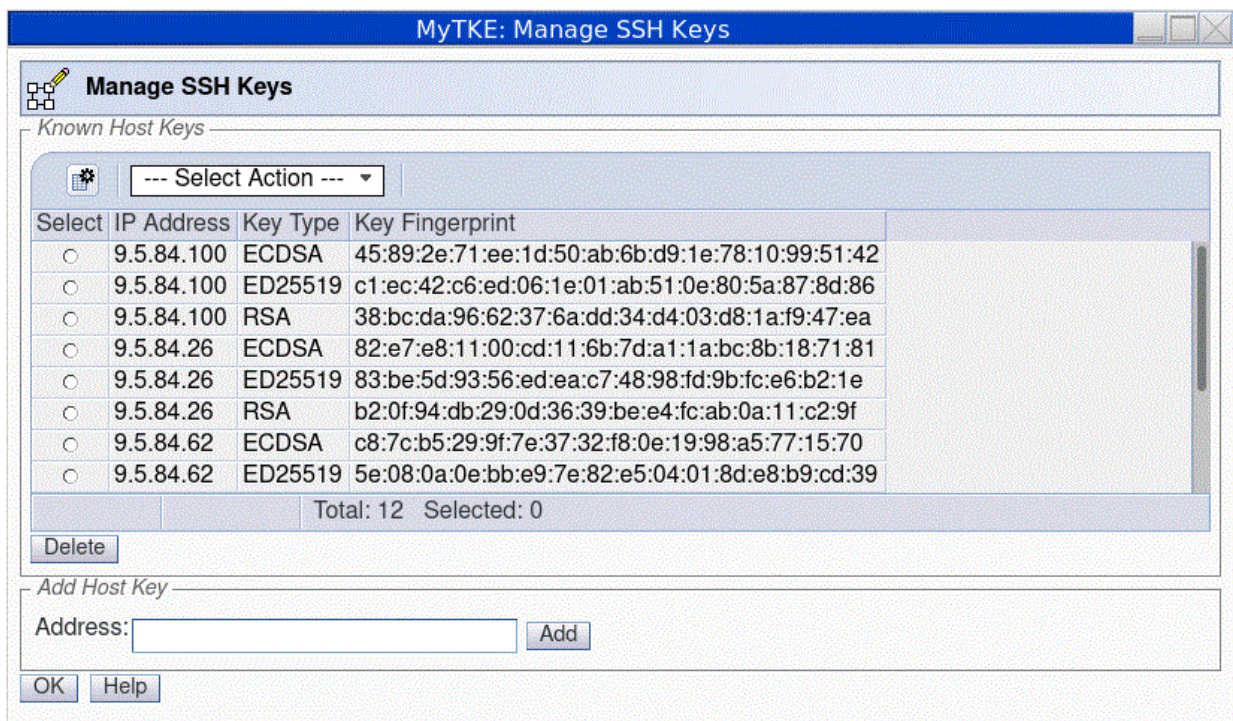 MyTKE: Manage SSH Keys
Manage SSH Keys
Known Host Keys
--- Select Action ---
Select IP Address Key Type Key Fingerprint
9.5.84.100 ECDSA 45:89:2e:71:ee:1d:50:ab:6b:d9:1e:78:10:99:51:42
9.5.84.100 ED25519 c1:ec:42:c6:ed:06:1e:01:ab:51:0e:80:5a:87:8d:86
9.5.84.100 RSA 38:bc:da:96:62:37:6a:dd:34:d4:03:d8:1a:f9:47:ea
9.5.84.26 ECDSA 82:e7:e8:11:00:cd:11:6b:7d:a1:1a:bc:8b:18:71:81
9.5.84.26 ED25519 83:be:5d:93:56:ed:ea:c7:48:98:fd:9b:fc:e6:b2:1e
9.5.84.26 RSA b2:0f:94:db:29:0d:36:39:be:e4:fc:ab:0a:11:c2:9f
9.5.84.62 ECDSA c8:7c:b5:29:9f:7e:37:32:f8:0e:19:98:a5:77:15:70
9.5.84.62 ED25519 5e:08:0a:0e:bb:e9:7e:82:e5:04:01:8d:e8:b9:cd:39
Total: 12 Selected: 0
Delete
Add Host Key
Address: Add
OK Help